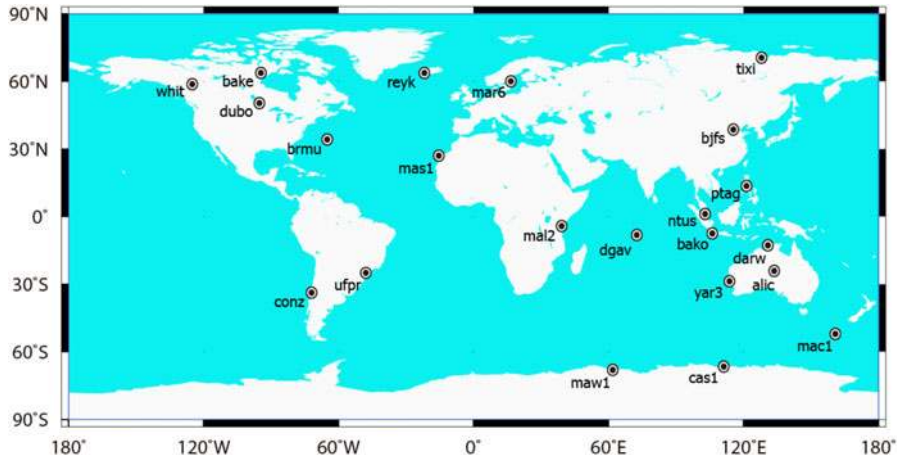 90°N
60°N
30°N
0°
30°S
60°S
90°S
tixi
bake
reyk
whit
mar6
dubo
bjfs
brmu
mas1
ptag
ntus
mal2
bako
dgav
darw
ufpr
alic
yar3
conz
mac1
cas1
maw1
180° 120°W 60°W 0° 60°E 120°E 180°